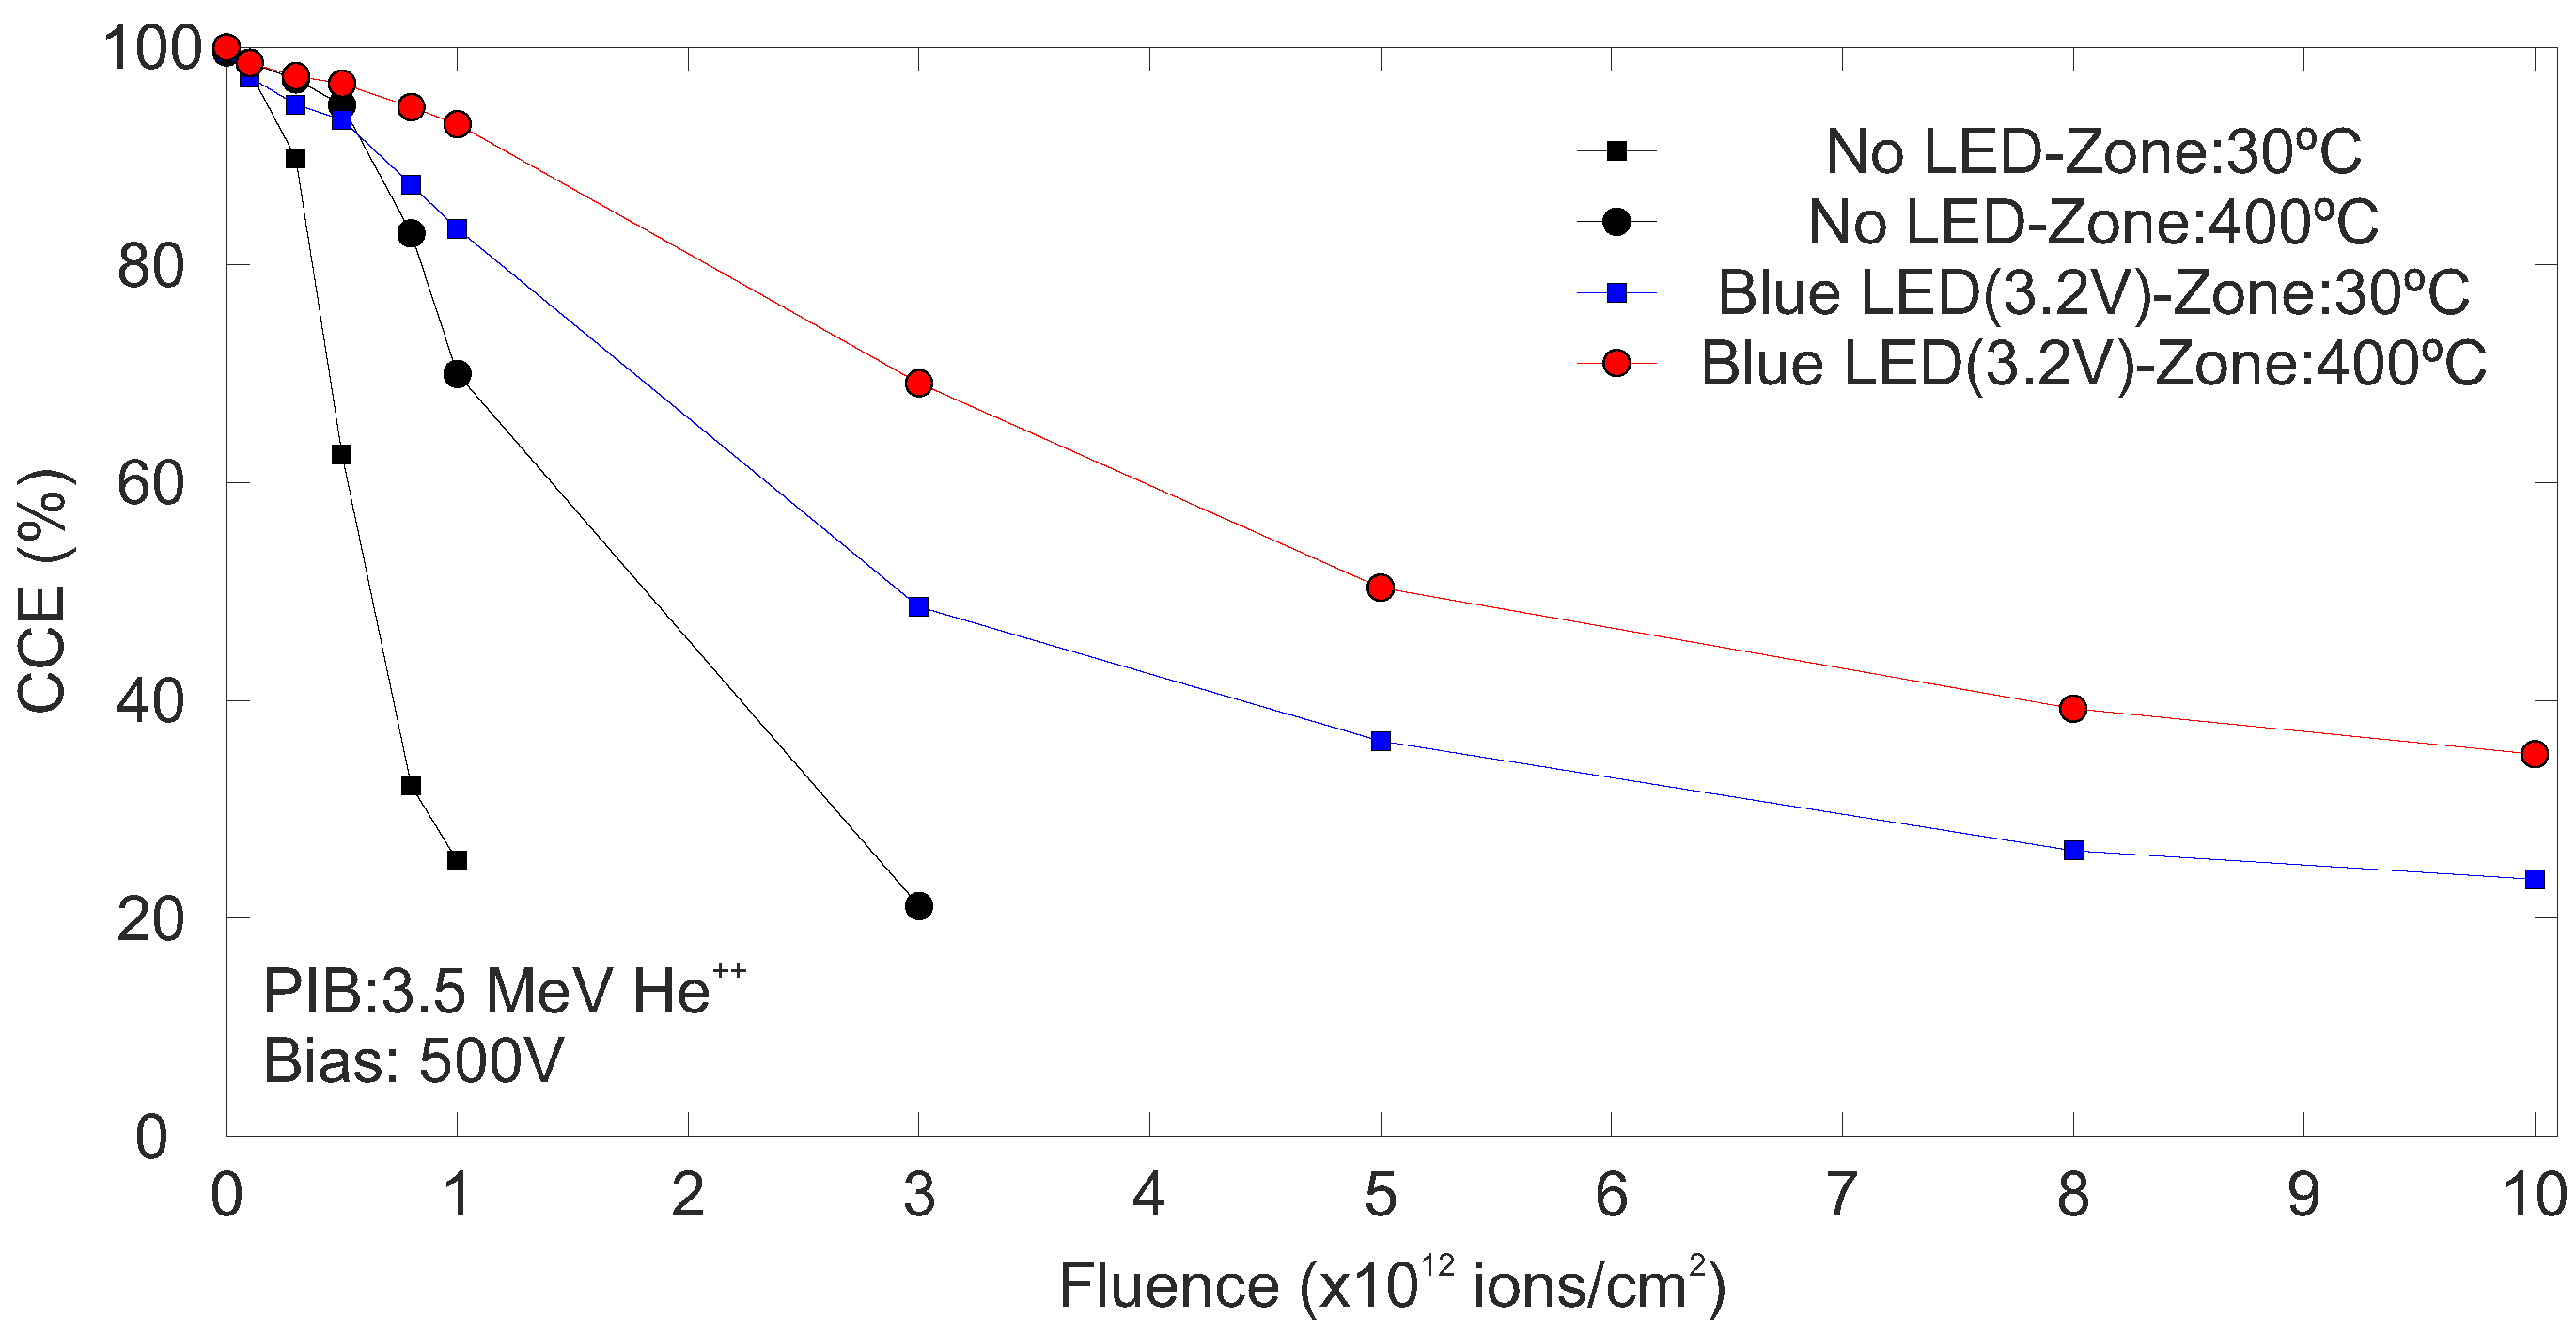 100
80
60
40
20
0
CCE (%)
No LED-Zone:30ºC
No LED-Zone:400ºC
Blue LED(3.2V)-Zone:30ºC
Blue LED(3.2V)-Zone:400ºC
PIB:3.5 MeV He⁺⁺
Bias: 500V
0 1 2 3 4 5 6 7 8 9 10
Fluence (x10¹² ions/cm²)